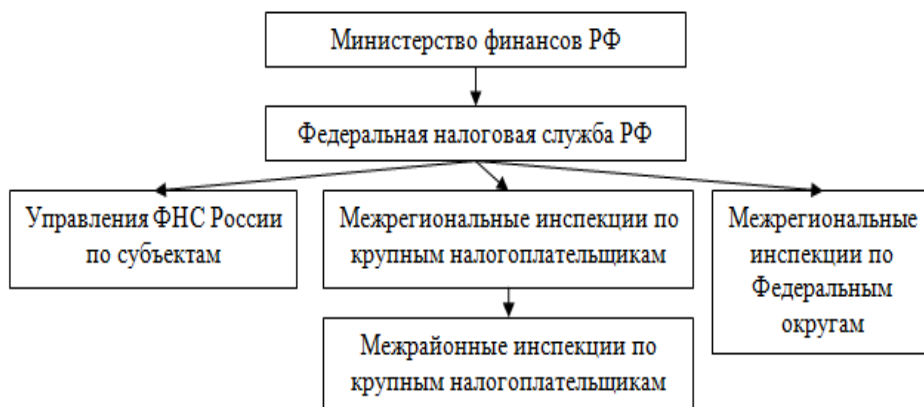 Министерство финансов РФ
Федеральная налоговая служба РФ
Управления ФНС России
по субъектам
Межрегиональные инспекции по
крупным налогоплательщикам
Межрегиональные
инспекции по
Федеральным
округам
Межрайонные инспекции по
крупным налогоплательщикам